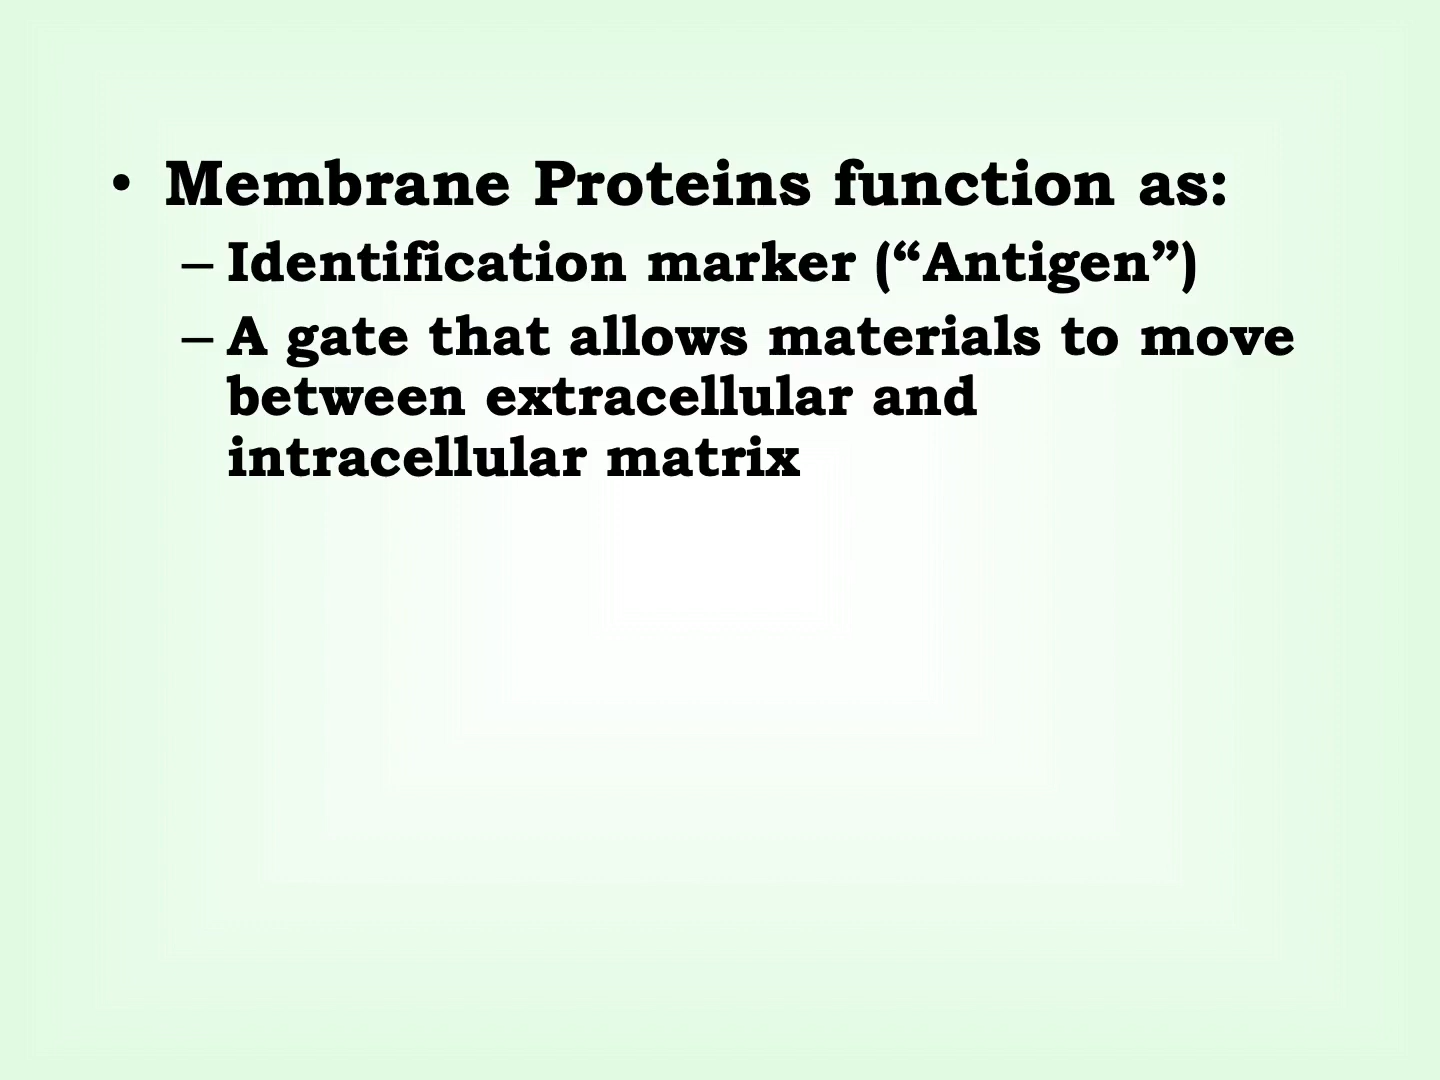 • Membrane Proteins function as:
– Identification marker (“Antigen”)
– A gate that allows materials to move
between extracellular and
intracellular matrix